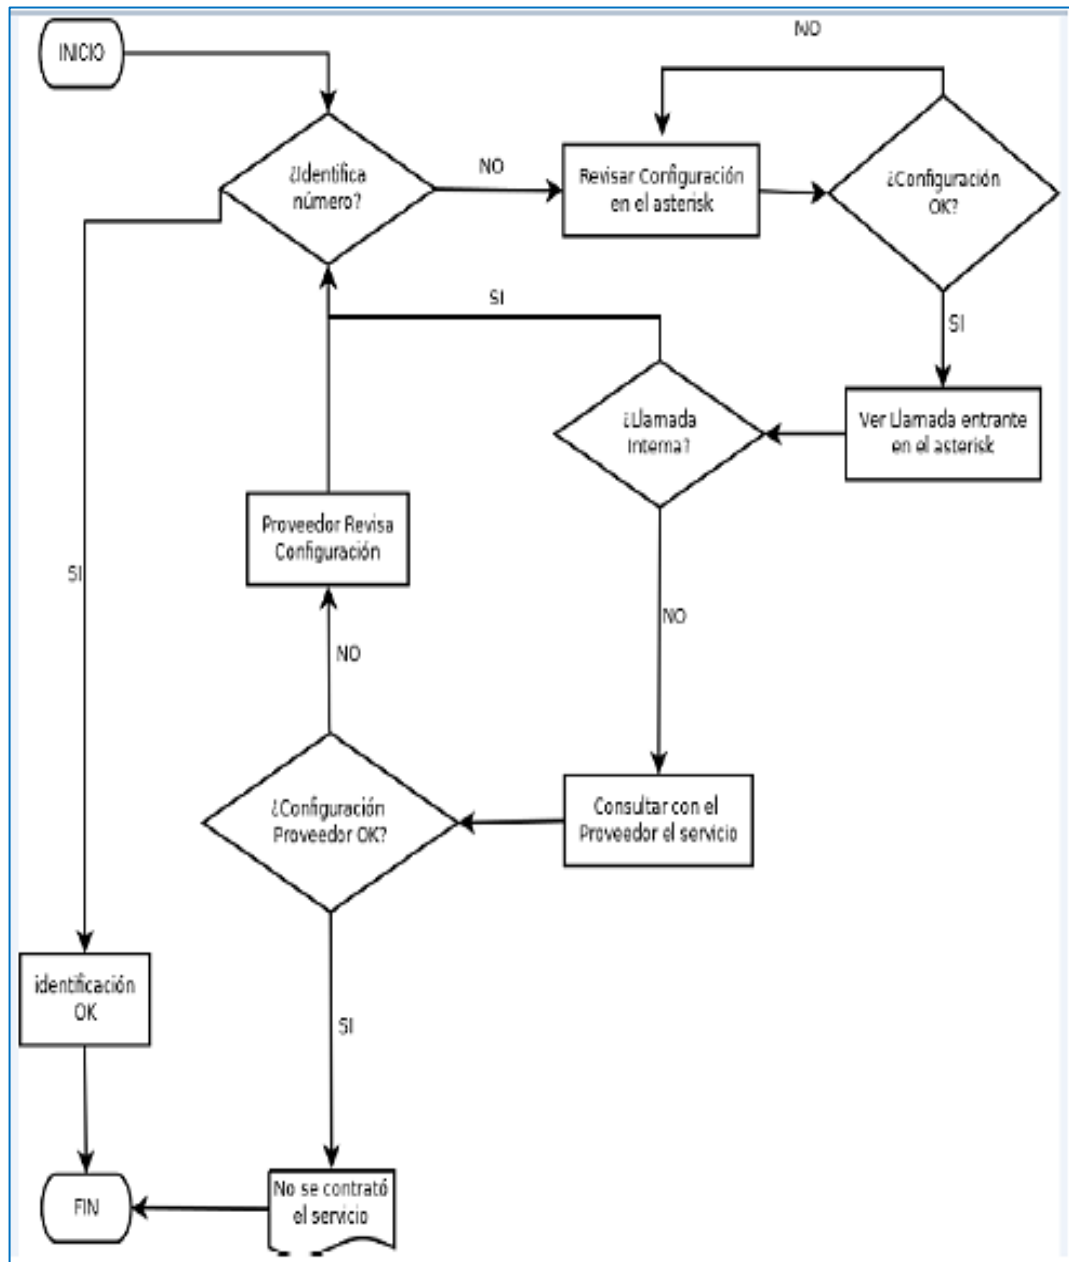 INICIO
NO
¿Identifica
número?
NO
Revisar Configuración
en el asterisk
¿Configuración
OK?
SI
SI
¿Llamada
Interna?
Ver Llamada entrante
en el asterisk
Proveedor Revisa
Configuración
SI
NO
NO
¿Configuración
Proveedor OK?
Consultar con el
Proveedor el servicio
identificación
OK
SI
No se contrató
el servicio
FIN